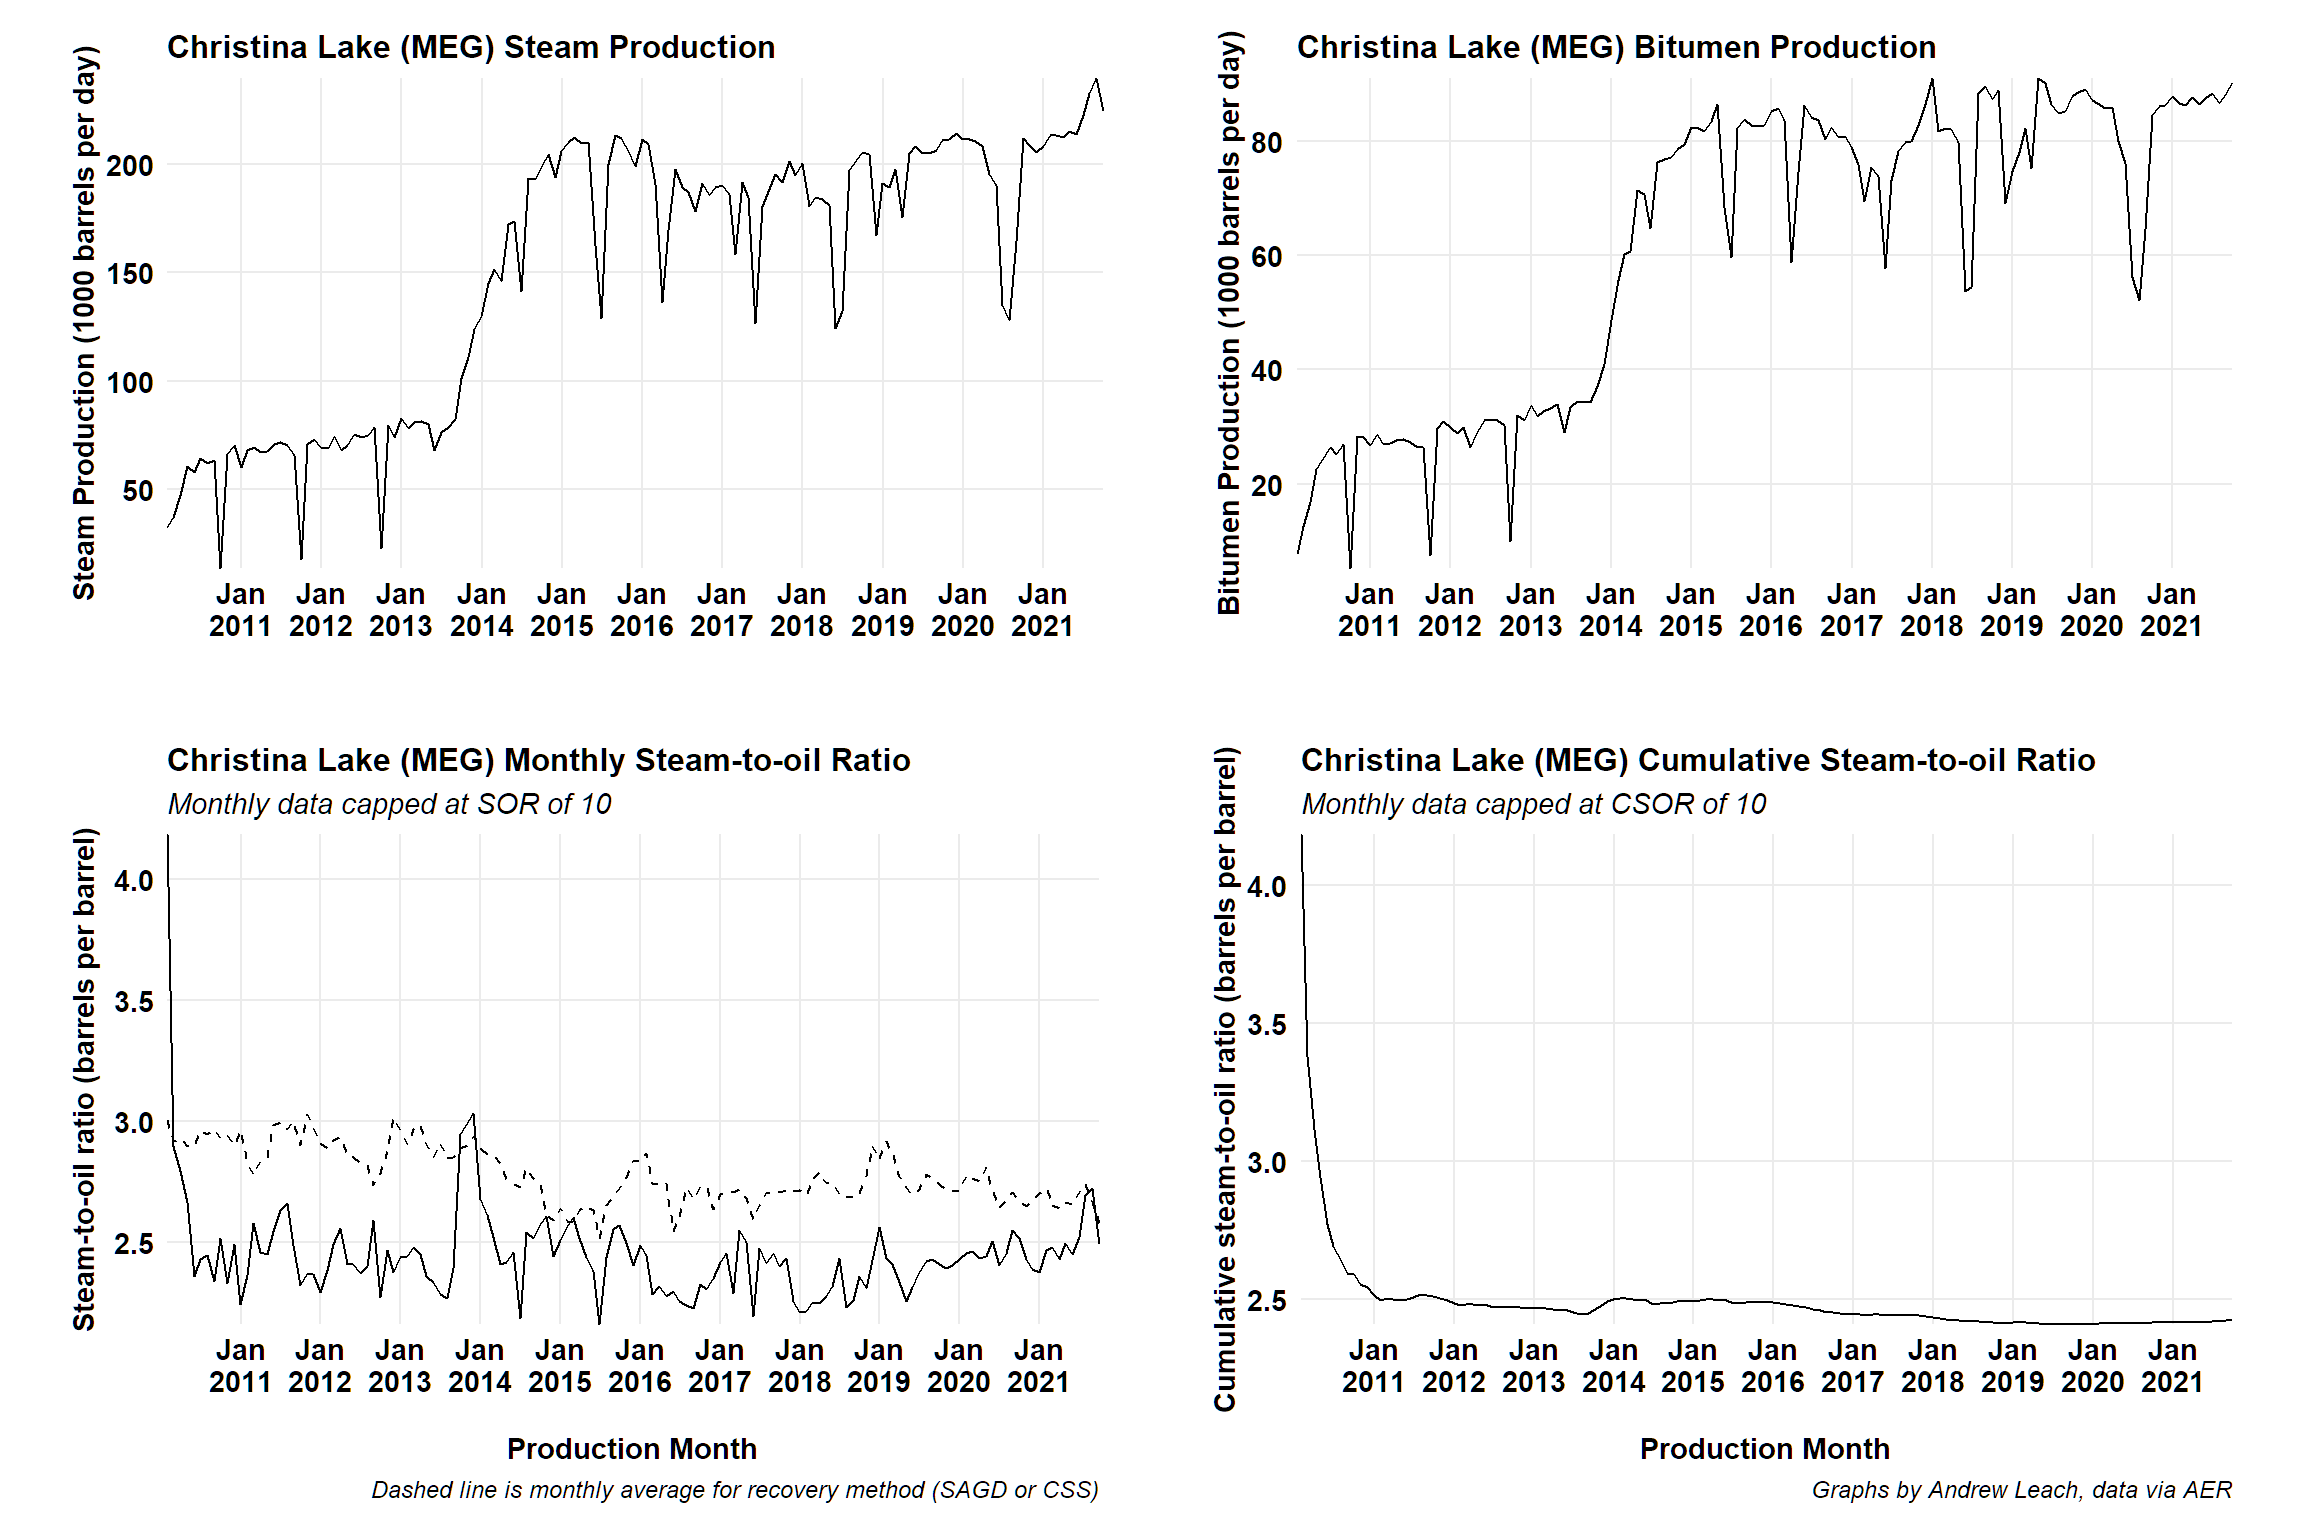 Christina Lake (MEG) Steam Production
Steam Production (1000 barrels per day)
200
150
100
50
Jan Jan Jan Jan Jan Jan Jan Jan Jan Jan Jan
2011 2012 2013 2014 2015 2016 2017 2018 2019 2020 2021
Christina Lake (MEG) Bitumen Production
Bitumen Production (1000 barrels per day)
80
60
40
20
Jan Jan Jan Jan Jan Jan Jan Jan Jan Jan Jan
2011 2012 2013 2014 2015 2016 2017 2018 2019 2020 2021
Christina Lake (MEG) Monthly Steam-to-oil Ratio
Monthly data capped at SOR of 10
Steam-to-oil ratio (barrels per barrel)
4.0
3.5
3.0
2.5
Jan Jan Jan Jan Jan Jan Jan Jan Jan Jan Jan
2011 2012 2013 2014 2015 2016 2017 2018 2019 2020 2021
Production Month
Dashed line is monthly average for recovery method (SAGD or CSS)
Christina Lake (MEG) Cumulative Steam-to-oil Ratio
Monthly data capped at CSOR of 10
Cumulative steam-to-oil ratio (barrels per barrel)
4.0
3.5
3.0
2.5
Jan Jan Jan Jan Jan Jan Jan Jan Jan Jan Jan
2011 2012 2013 2014 2015 2016 2017 2018 2019 2020 2021
Production Month
Graphs by Andrew Leach, data via AER